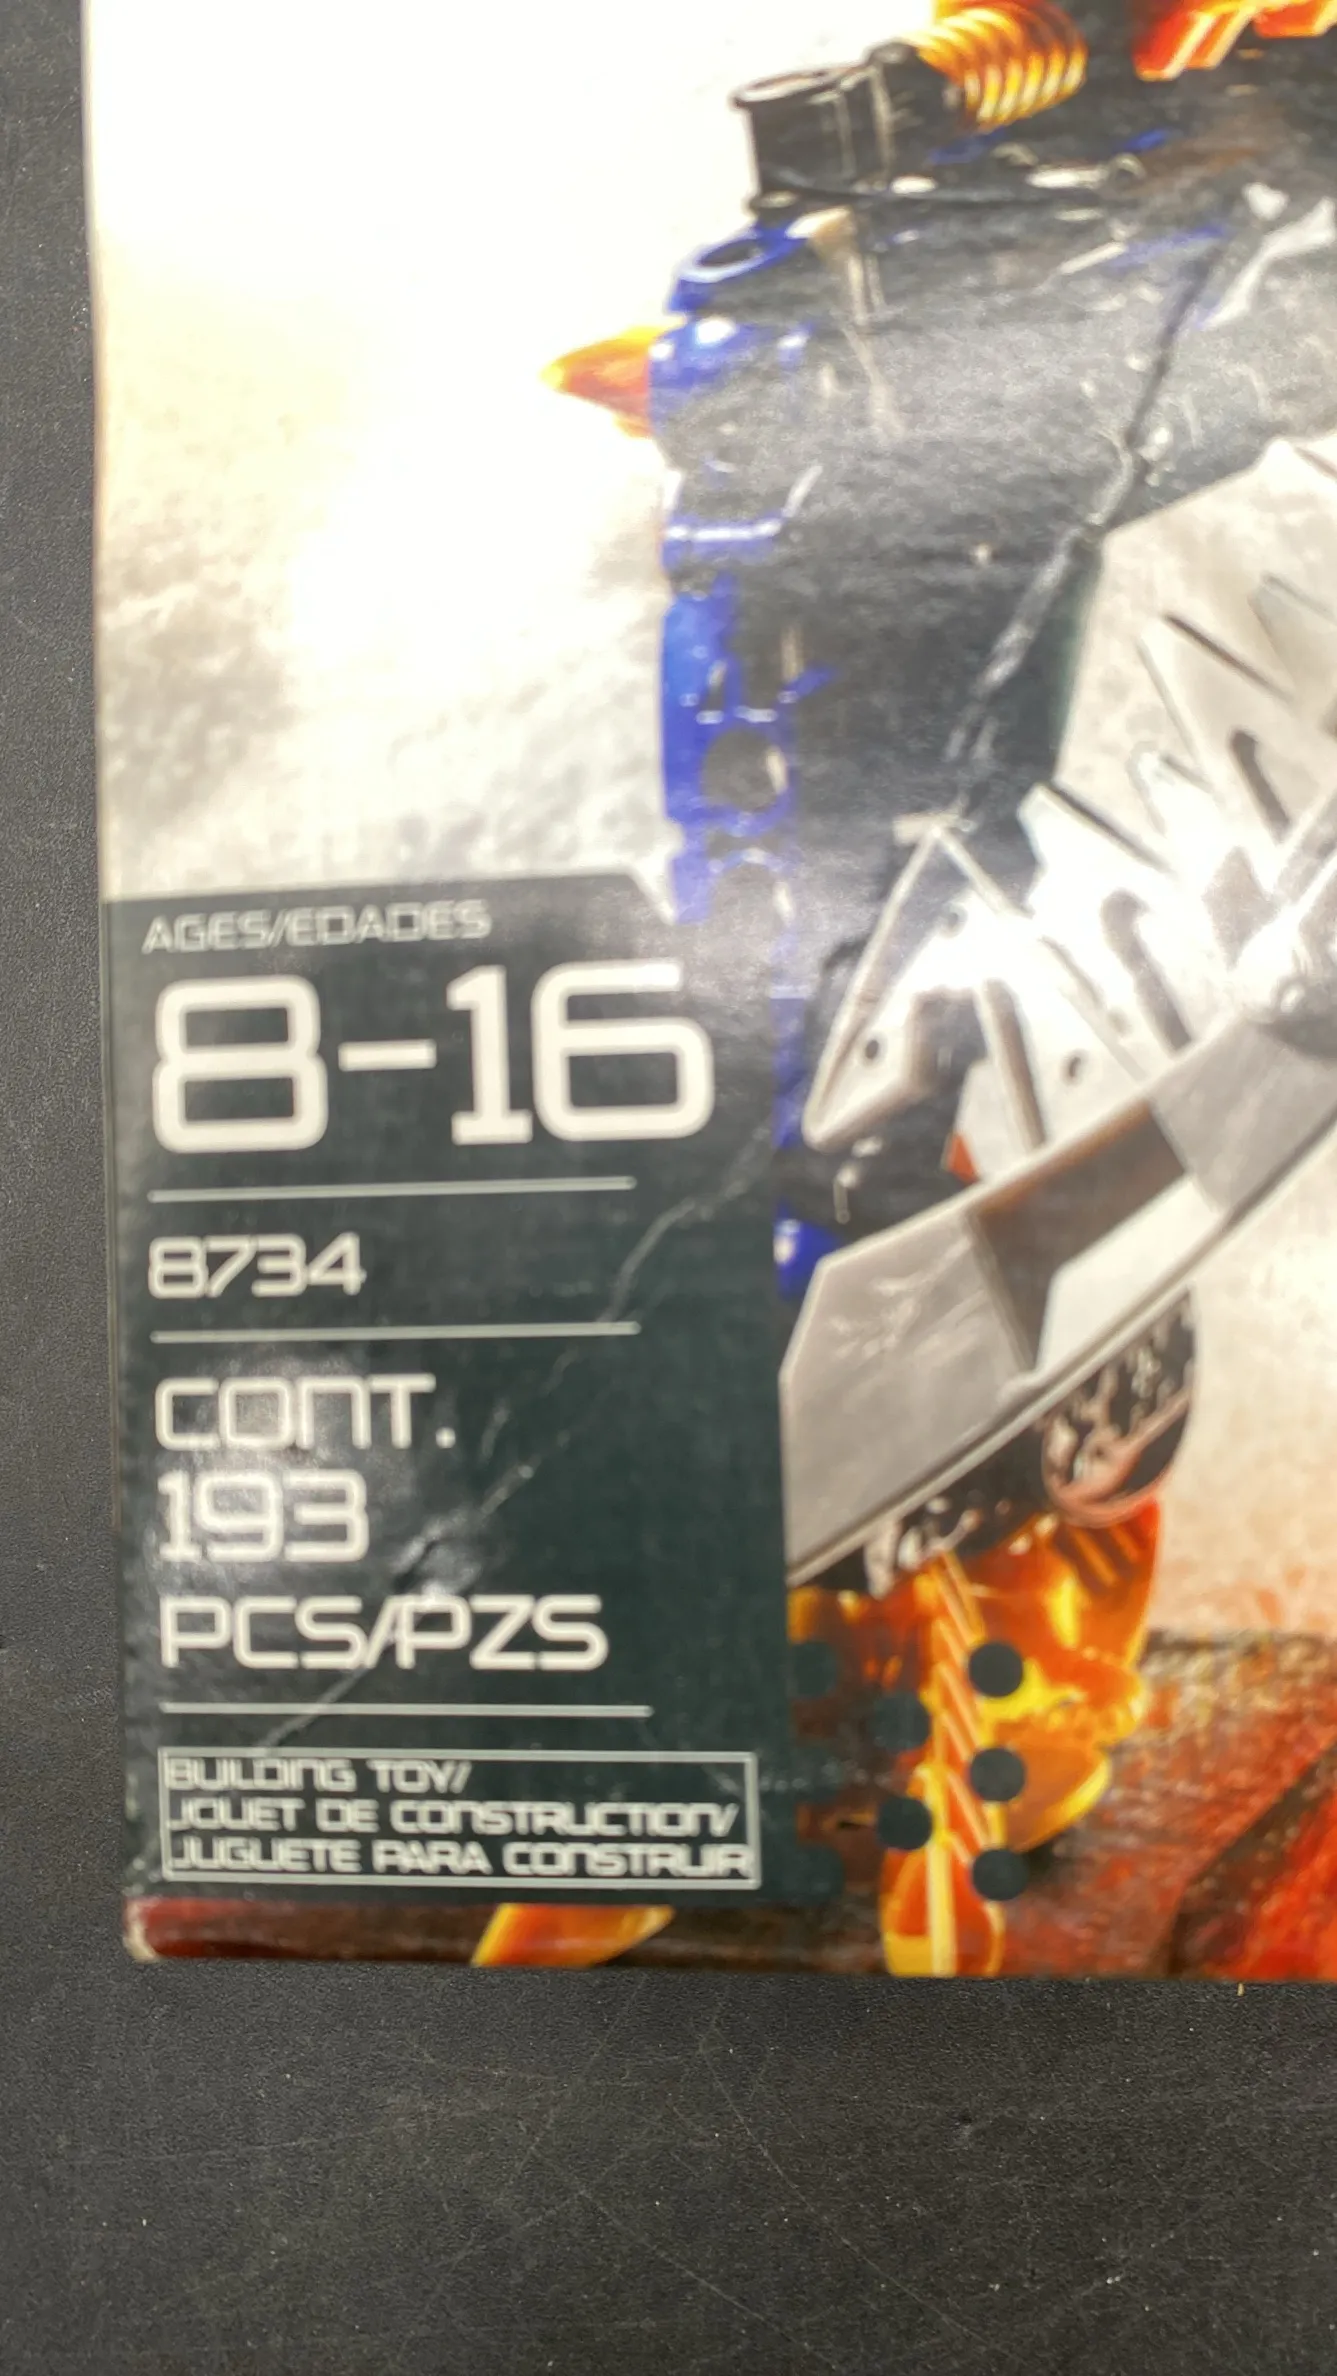 AGES/EDADES
8-16
8734
CONT.
193
PCS/PZS
BUILDING TOY/
JOUET DE CONSTRUCTION/
JUGUETE PARA CONSTRUIR